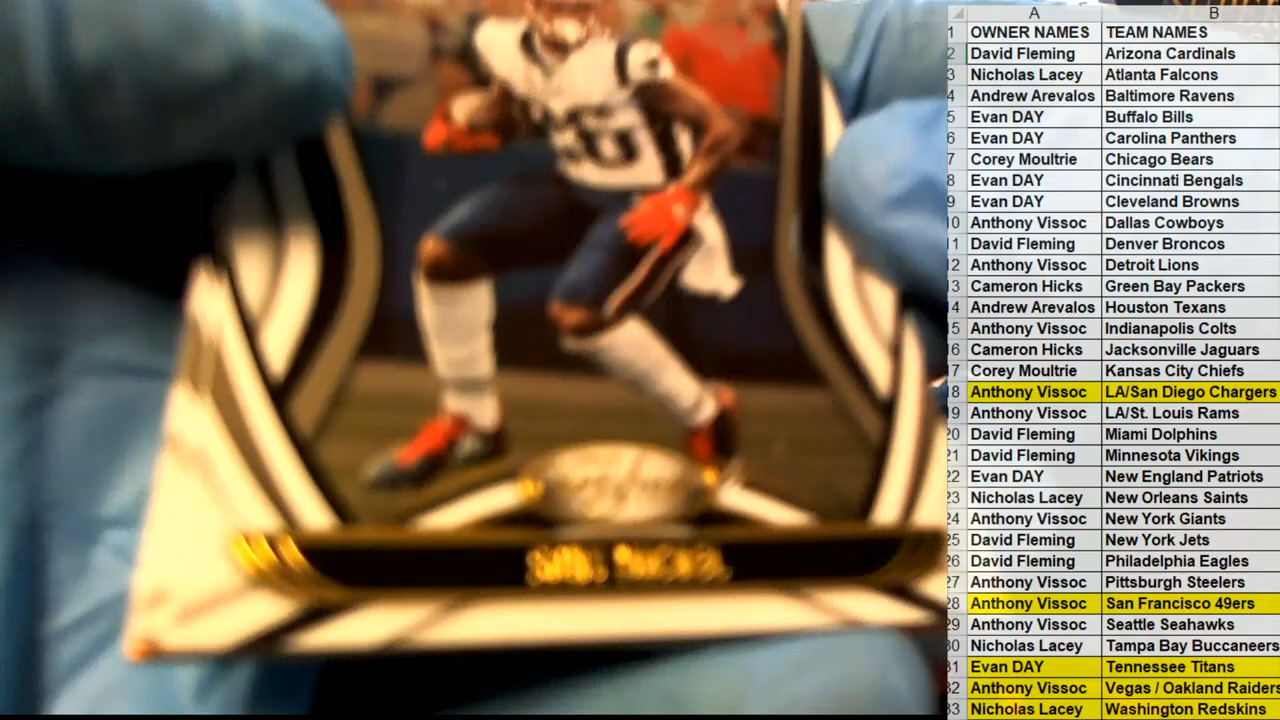 A B
1 OWNER NAMES TEAM NAMES
2 David Fleming Arizona Cardinals
3 Nicholas Lacey Atlanta Falcons
4 Andrew Arevalos Baltimore Ravens
5 Evan DAY Buffalo Bills
6 Evan DAY Carolina Panthers
7 Corey Moultrie Chicago Bears
8 Evan DAY Cincinnati Bengals
9 Evan DAY Cleveland Browns
10 Anthony Vissoc Dallas Cowboys
11 David Fleming Denver Broncos
12 Anthony Vissoc Detroit Lions
13 Cameron Hicks Green Bay Packers
14 Andrew Arevalos Houston Texans
15 Anthony Vissoc Indianapolis Colts
16 Cameron Hicks Jacksonville Jaguars
17 Corey Moultrie Kansas City Chiefs
18 Anthony Vissoc LA/San Diego Chargers
19 Anthony Vissoc LA/St. Louis Rams
20 David Fleming Miami Dolphins
21 David Fleming Minnesota Vikings
22 Evan DAY New England Patriots
23 Nicholas Lacey New Orleans Saints
24 Anthony Vissoc New York Giants
25 David Fleming New York Jets
26 David Fleming Philadelphia Eagles
27 Anthony Vissoc Pittsburgh Steelers
28 Anthony Vissoc San Francisco 49ers
29 Anthony Vissoc Seattle Seahawks
30 Nicholas Lacey Tampa Bay Buccaneers
31 Evan DAY Tennessee Titans
32 Anthony Vissoc Vegas / Oakland Raiders
33 Nicholas Lacey Washington Redskins